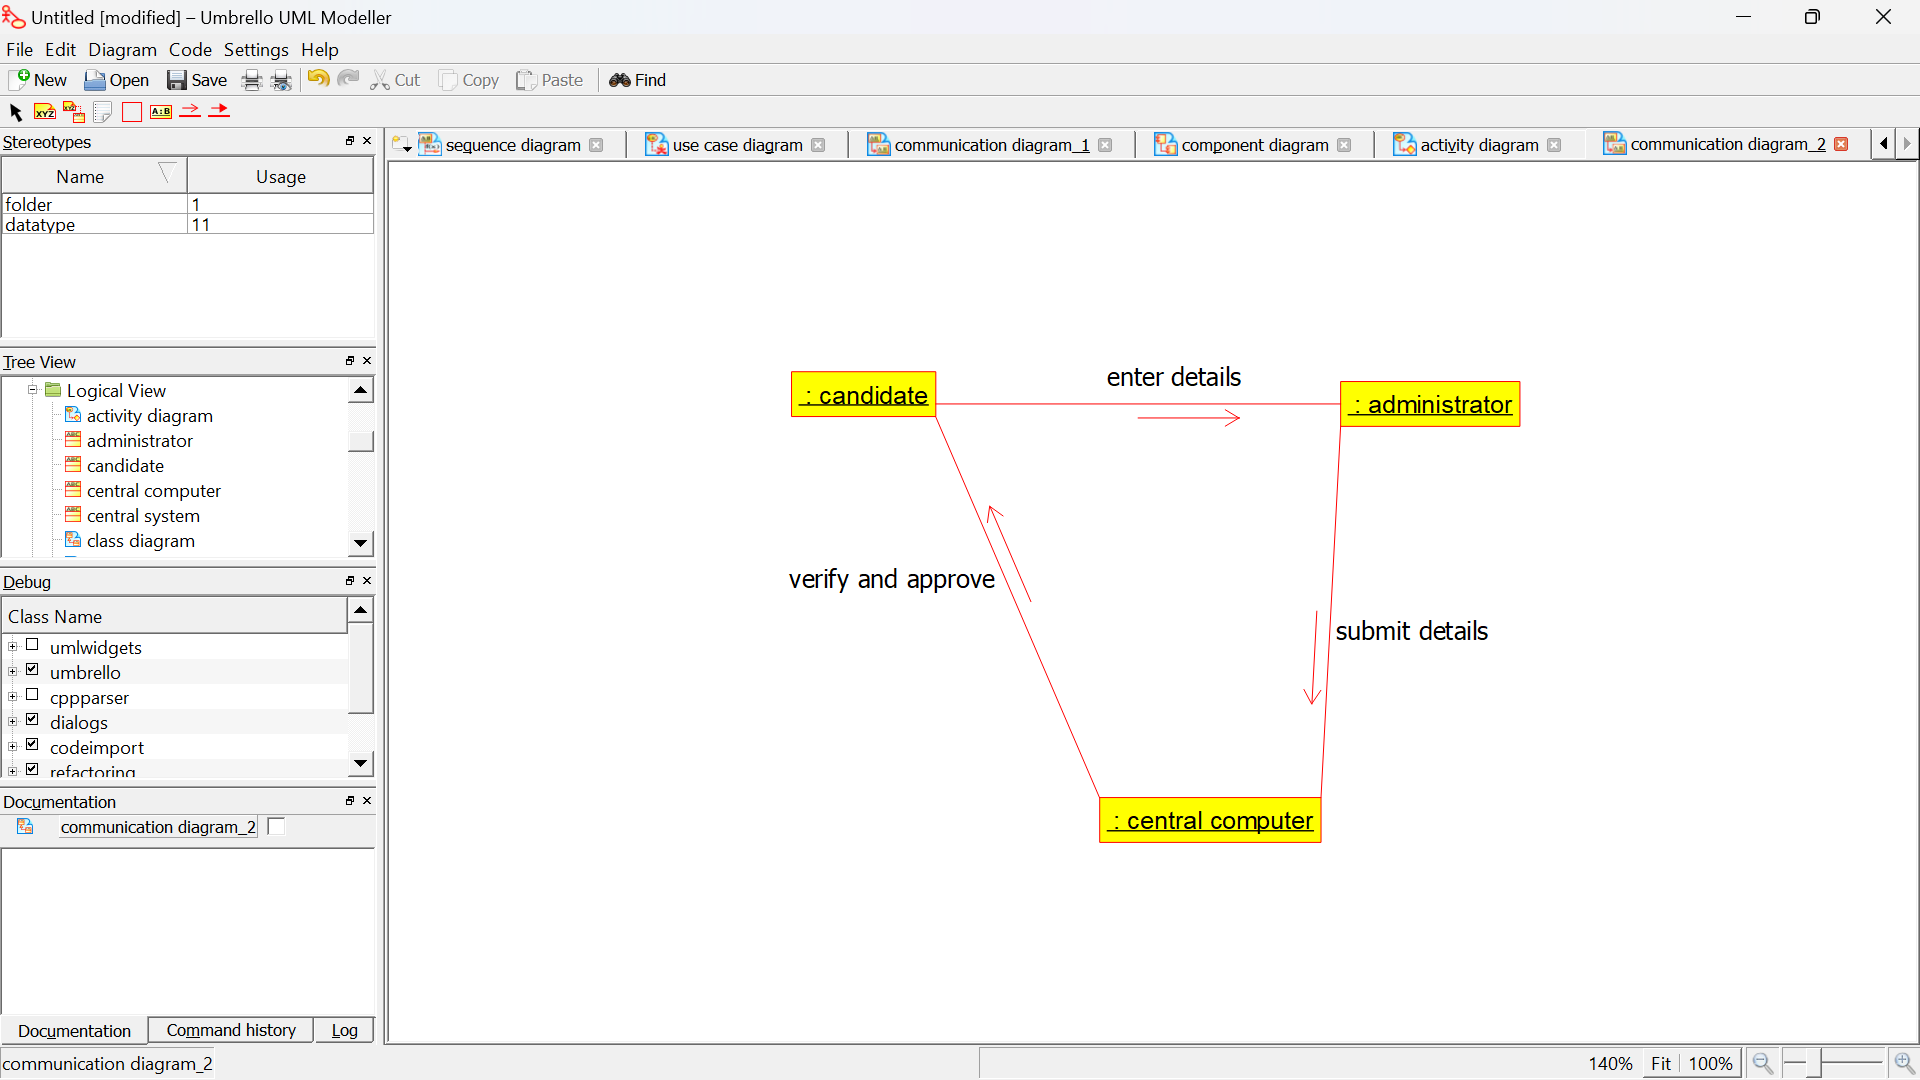 Untitled [modified] – Umbrello UML Modeller
File Edit Diagram Code Settings Help
New Open Save Cut Copy Paste Find
XYZ XYZ A:B
Stereotypes
Name Usage
folder 1
datatype 11
Tree View
Logical View
activity diagram
administrator
candidate
central computer
central system
class diagram
Debug
Class Name
umlwidgets
umbrello
cppparser
dialogs
codeimport
refactoring
Documentation
communication diagram_2
Documentation Command history Log
sequence diagram use case diagram communication diagram_1 component diagram activity diagram communication diagram_2
: candidate
enter details
: administrator
verify and approve
submit details
: central computer
communication diagram_2
140% Fit 100%